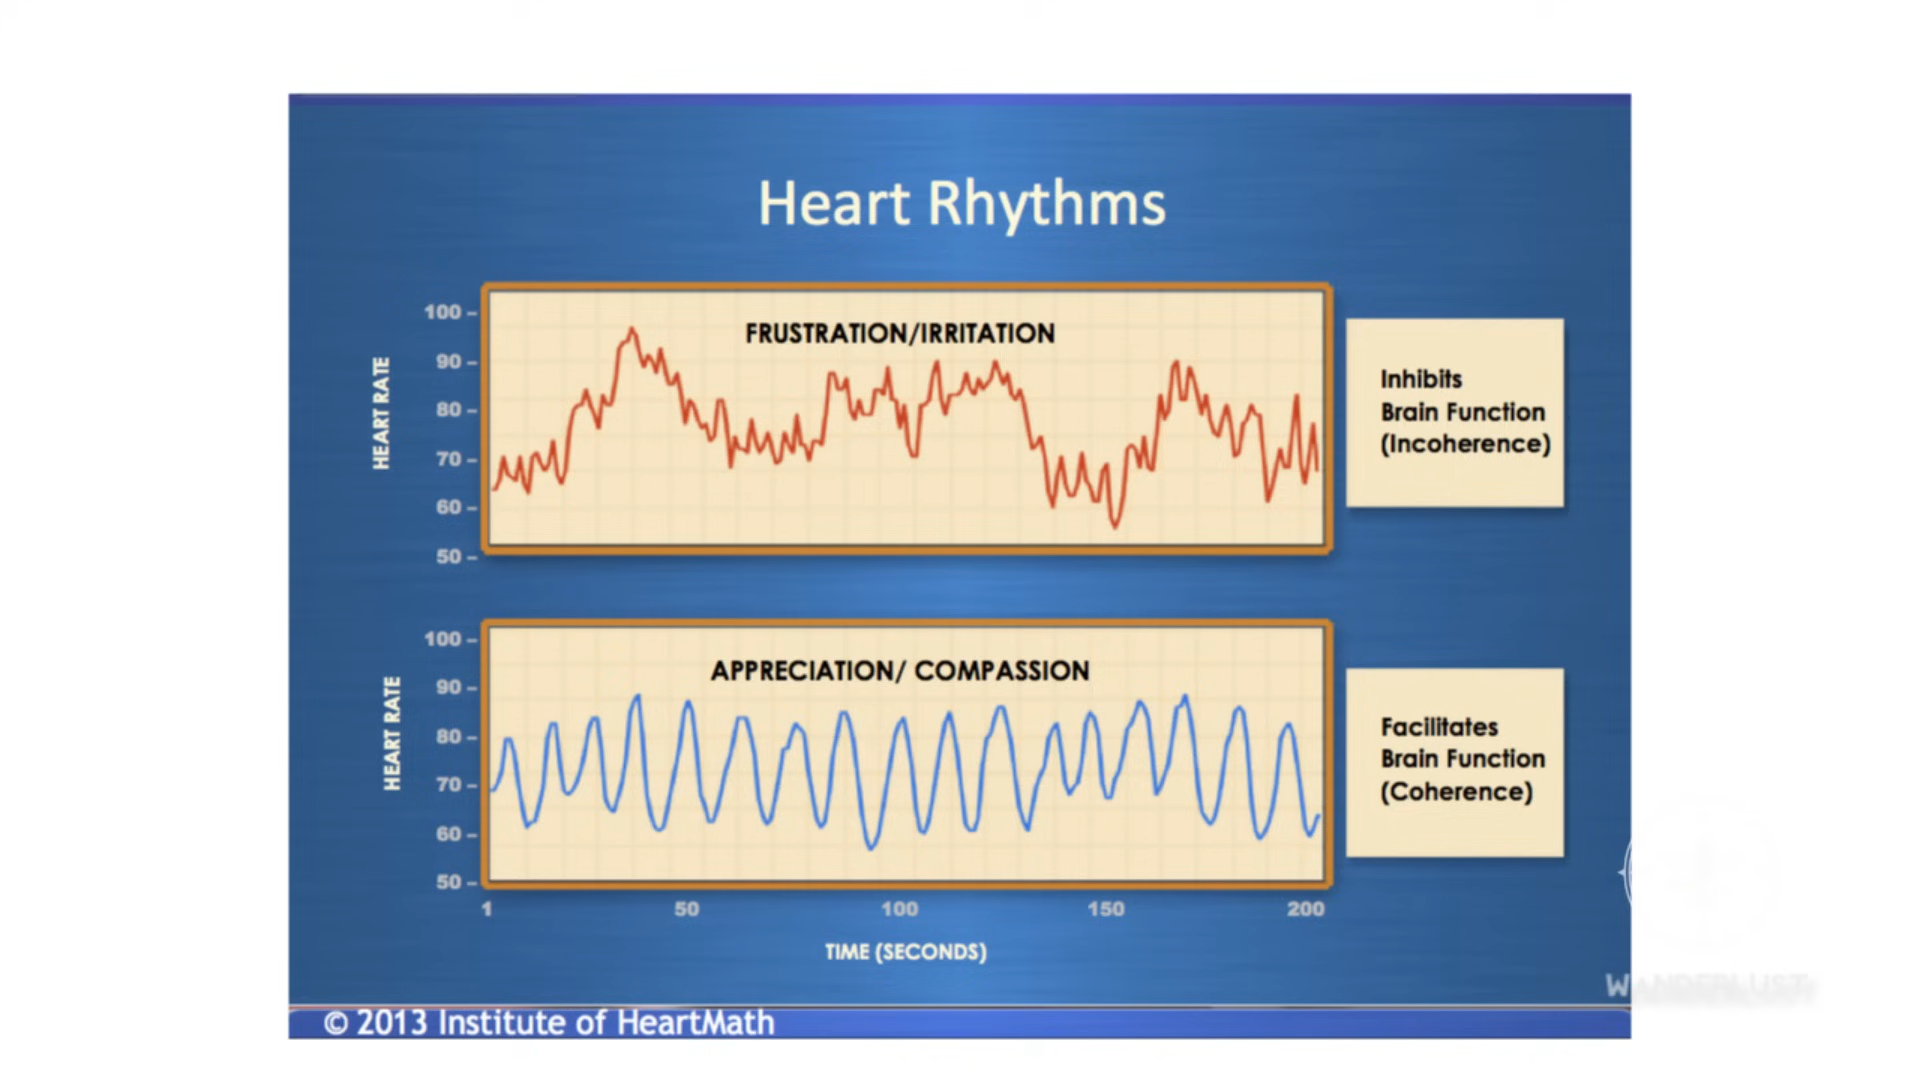 Heart Rhythms
HEART RATE
100 –
90 –
80 –
70 –
60 –
50 –
FRUSTRATION/IRRITATION
Inhibits
Brain Function
(Incoherence)
HEART RATE
100 –
90 –
80 –
70 –
60 –
50 –
APPRECIATION/ COMPASSION
Facilitates
Brain Function
(Coherence)
1 50 100 150 200
TIME (SECONDS)
WANDERLUST
© 2013 Institute of HeartMath